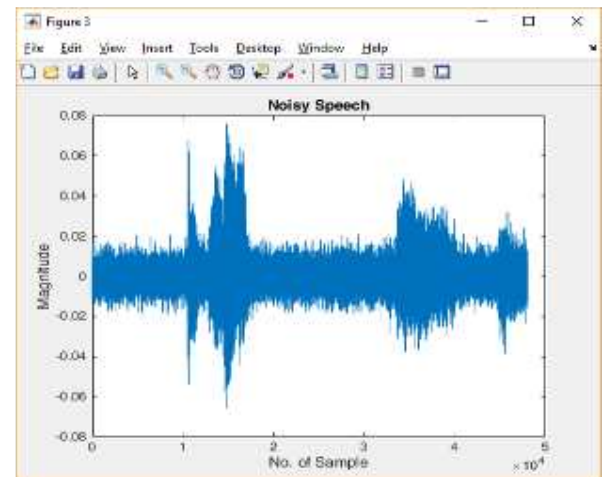 Figure 3
File Edit View Insert Tools Desktop Window Help
Noisy Speech
0.08
0.06
0.04
0.02
0
-0.02
-0.04
-0.06
-0.08
Magnitude
0 1 2 3 4 5
No. of Sample
× 10⁴